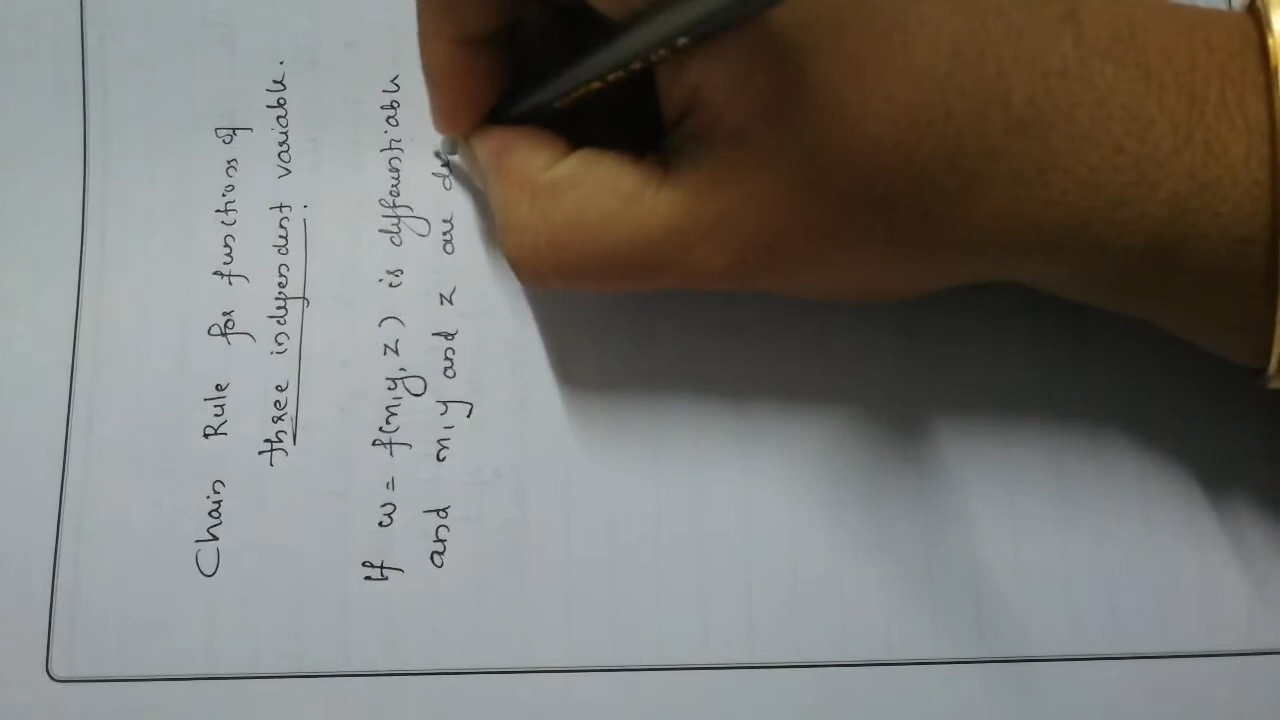 Chain Rule for functions of
three independent variable.
If w = f(x, y, z) is differentiable
and x, y and z are